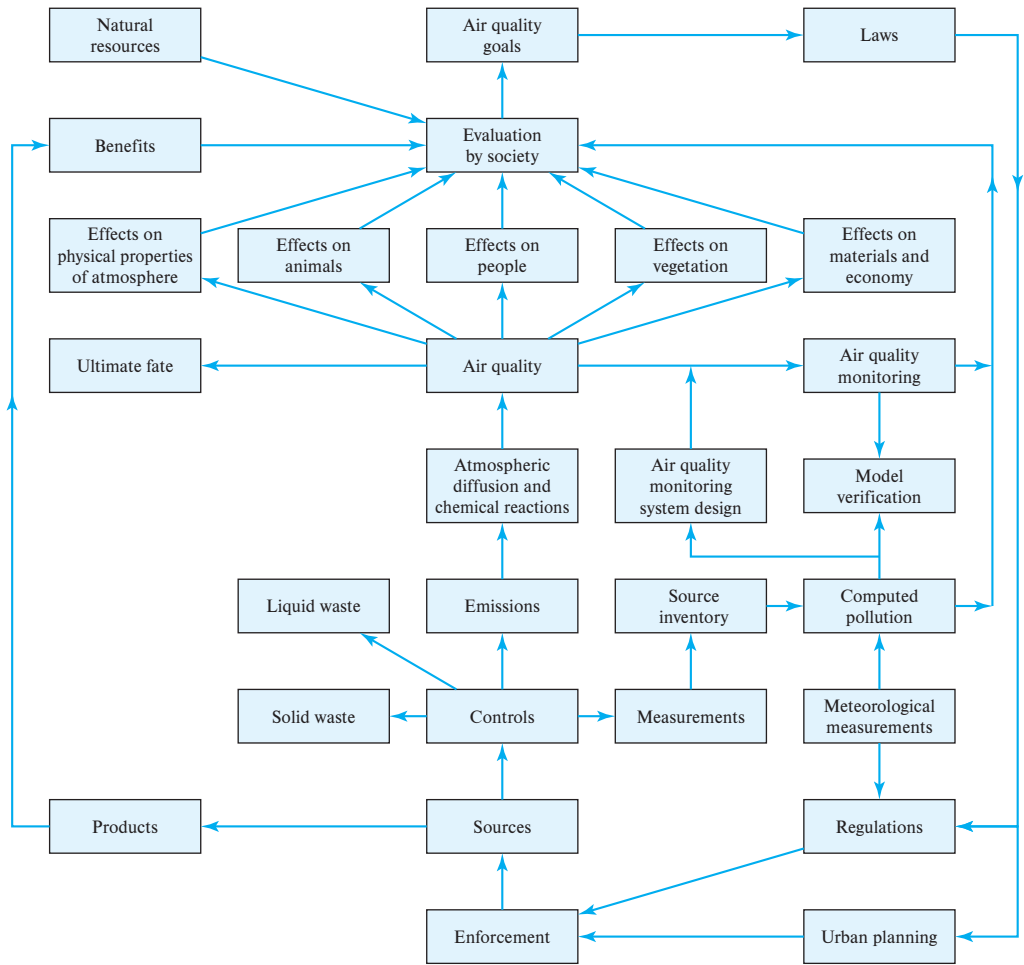 Natural
resources
Air quality
goals
Laws
Benefits
Evaluation
by society
Effects on
physical properties
of atmosphere
Effects on
animals
Effects on
people
Effects on
vegetation
Effects on
materials and
economy
Ultimate fate
Air quality
Air quality
monitoring
Atmospheric
diffusion and
chemical reactions
Air quality
monitoring
system design
Model
verification
Liquid waste
Emissions
Source
inventory
Computed
pollution
Solid waste
Controls
Measurements
Meteorological
measurements
Products
Sources
Regulations
Enforcement
Urban planning